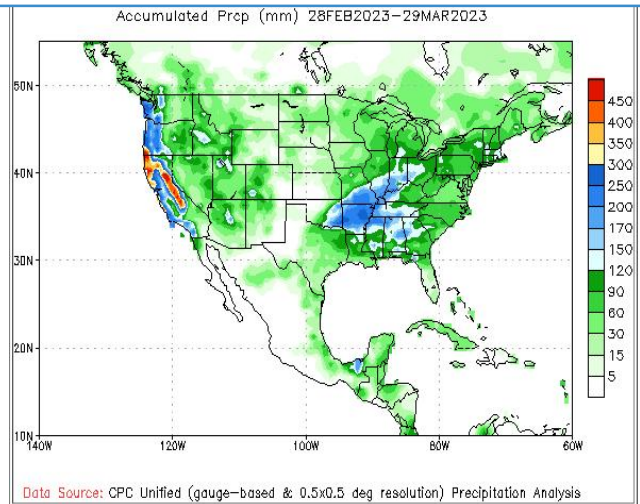 Accumulated Prcp (mm) 28FEB2023-29MAR2023
50N
40N
30N
20N
10N
140W 120W 100W 80W 60W
450
400
350
300
250
200
170
150
120
90
60
30
15
5
Data Source: CPC Unified (gauge-based & 0.5x0.5 deg resolution) Precipitation Analysis